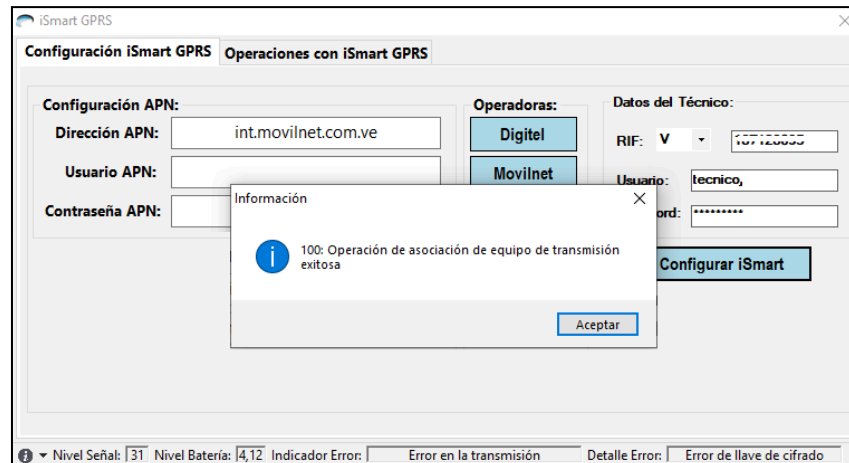 iSmart GPRS
Configuración iSmart GPRS Operaciones con iSmart GPRS
Configuración APN:
Dirección APN: int.movilnet.com.ve
Usuario APN:
Contraseña APN:
Operadoras:
Digitel
Movilnet
Datos del Técnico:
RIF: V
Usuario: tecnico,
ord: •••••••••
Configurar iSmart
Información
100: Operación de asociación de equipo de transmisión
exitosa
Aceptar
Nivel Señal: 31 Nivel Batería: 4,12 Indicador Error: Error en la transmisión Detalle Error: Error de llave de cifrado